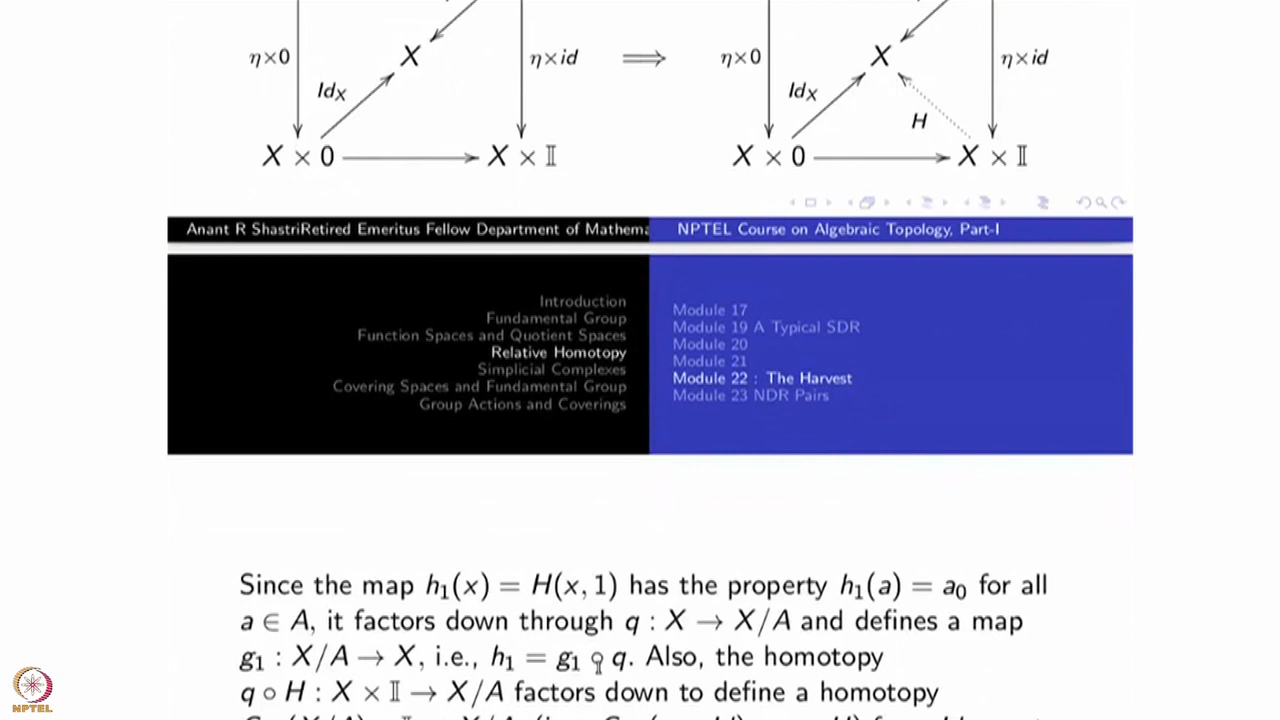 η×0 X η×id ⟹ η×0 X η×id
Id_X Id_X H
X × 0 X × 𝕀 X × 0 X × 𝕀
Anant R ShastriRetired Emeritus Fellow Department of Mathema NPTEL Course on Algebraic Topology, Part-I
Introduction
Fundamental Group
Function Spaces and Quotient Spaces
Relative Homotopy
Simplicial Complexes
Covering Spaces and Fundamental Group
Group Actions and Coverings
Module 17
Module 19 A Typical SDR
Module 20
Module 21
Module 22 : The Harvest
Module 23 NDR Pairs
Since the map h₁(x) = H(x, 1) has the property h₁(a) = a₀ for all
a ∈ A, it factors down through q : X → X/A and defines a map
g₁ : X/A → X, i.e., h₁ = g₁ ∘ q. Also, the homotopy
q ∘ H : X × 𝕀 → X/A factors down to define a homotopy
NPTEL